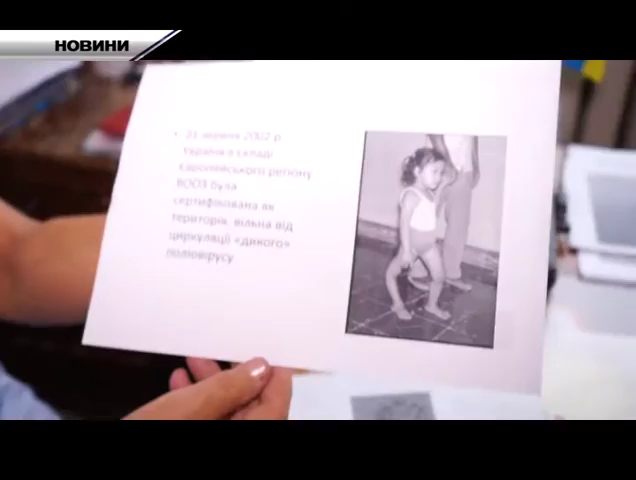 НОВИНИ
• 21 червня 2002 р.
Україна в складі
Європейського регіону
ВООЗ була
сертифікована як
територія, вільна від
циркуляції «дикого»
поліовірусу